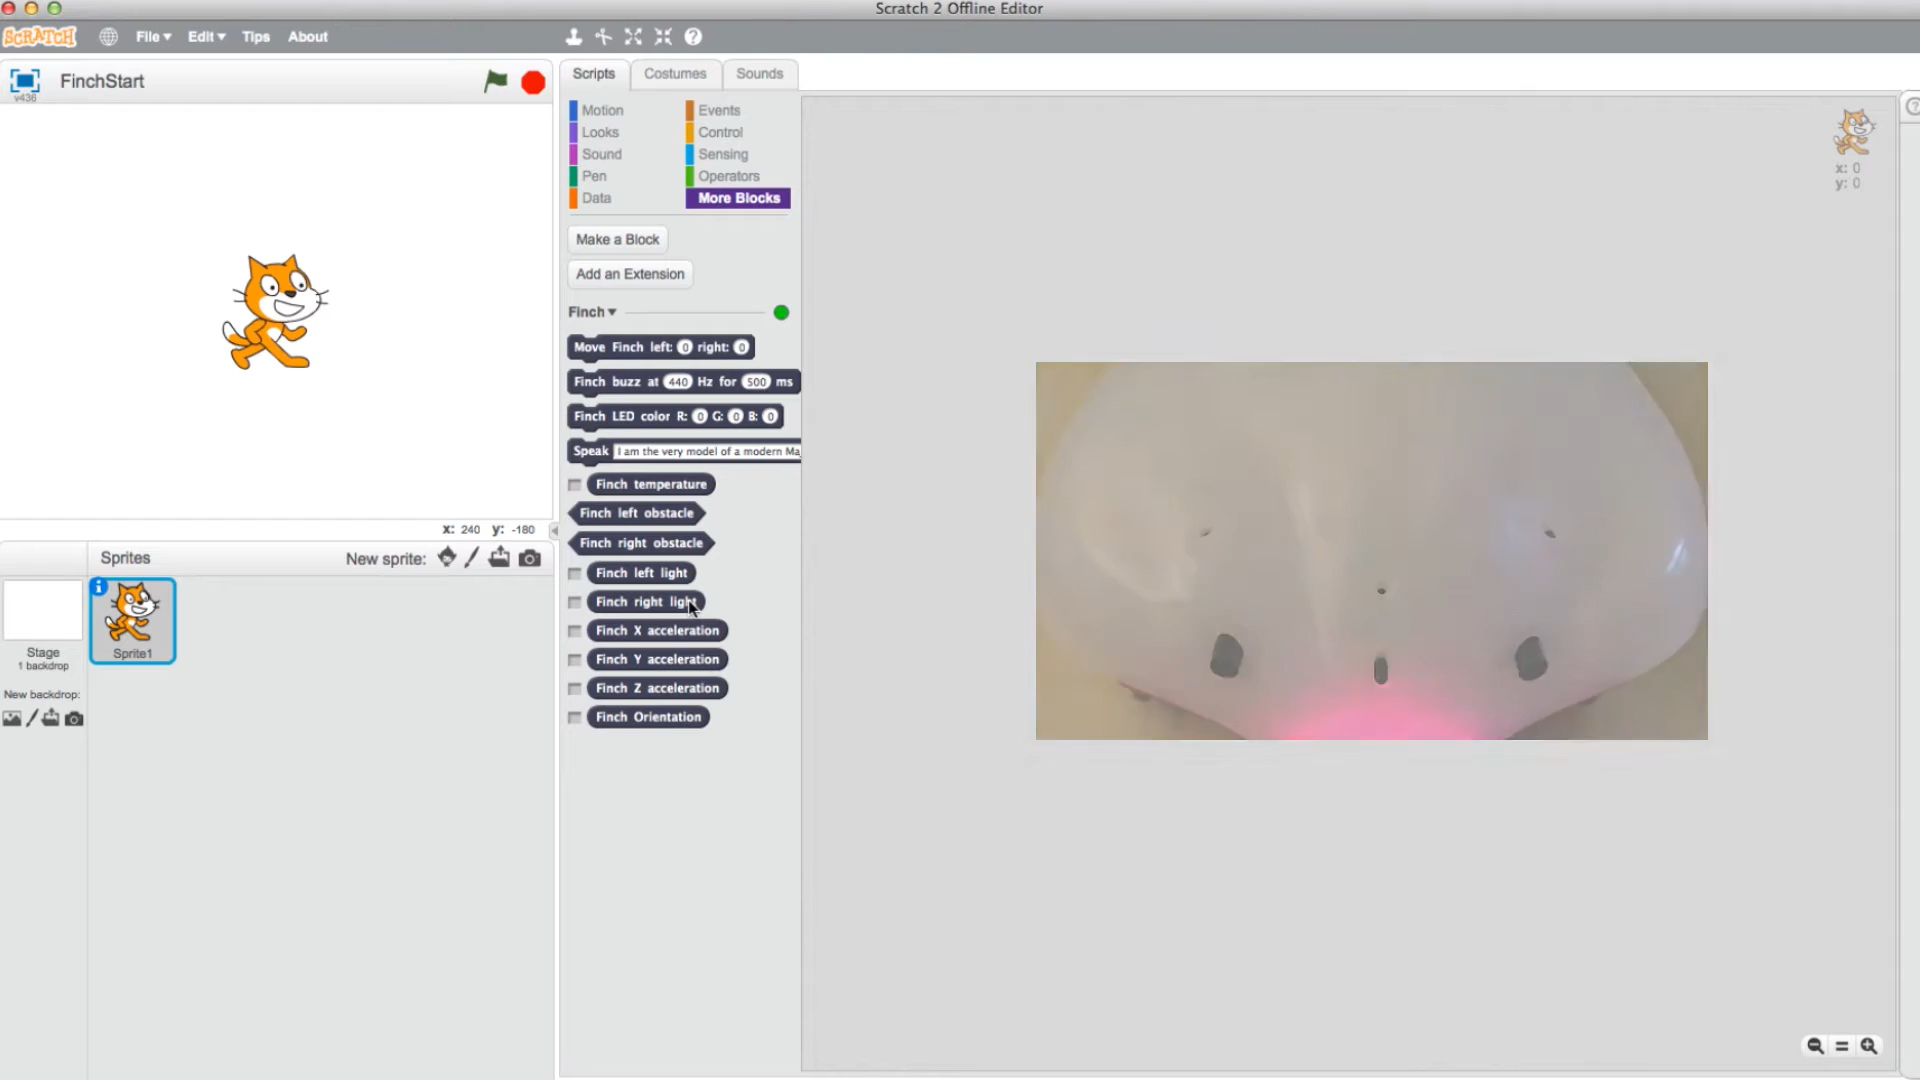 Scratch 2 Offline Editor
SCRATCH File Edit Tips About
v436 FinchStart
Scripts Costumes Sounds
Motion Events
Looks Control
Sound Sensing
Pen Operators
Data More Blocks
Make a Block
Add an Extension
Finch
Move Finch left: 0 right: 0
Finch buzz at 440 Hz for 500 ms
Finch LED color R: 0 G: 0 B: 0
Speak I am the very model of a modern Ma
Finch temperature
Finch left obstacle
Finch right obstacle
Finch left light
Finch right light
Finch X acceleration
Finch Y acceleration
Finch Z acceleration
Finch Orientation
x: 0
y: 0
x: 240 y: -180
Sprites New sprite:
Stage
1 backdrop
New backdrop:
Sprite1